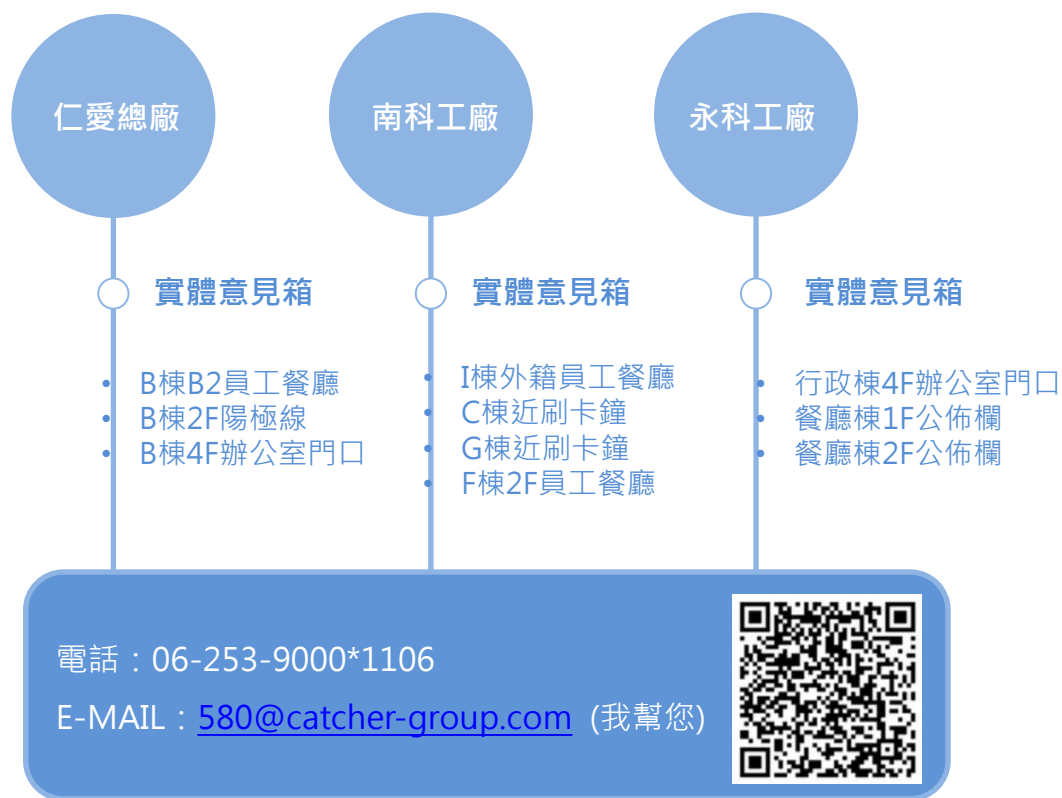 仁愛總廠
南科工廠
永科工廠
實體意見箱
實體意見箱
實體意見箱
• B棟B2員工餐廳
• B棟2F陽極線
• B棟4F辦公室門口
• I棟外籍員工餐廳
• C棟近刷卡鐘
• G棟近刷卡鐘
• F棟2F員工餐廳
• 行政棟4F辦公室門口
• 餐廳棟1F公佈欄
• 餐廳棟2F公佈欄
電話：06-253-9000*1106
E-MAIL：580@catcher-group.com (我幫您)